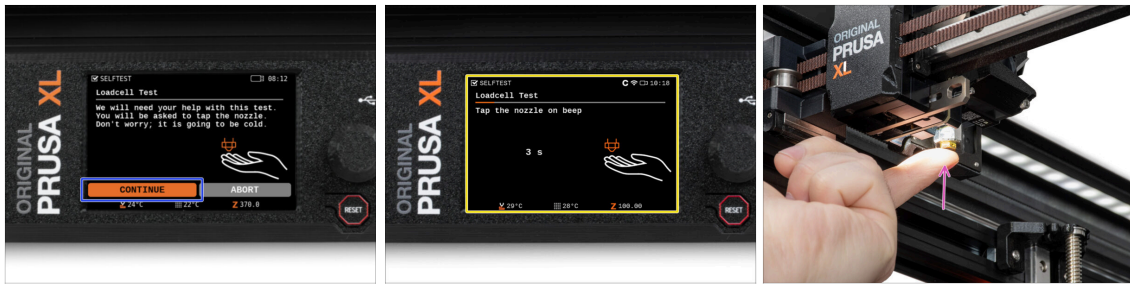 ORIGINAL
PRUSA XL
SELFTEST
08:12
Loadcell Test
We will need your help with this test.
You will be asked to tap the nozzle.
Don't worry; it is going to be cold.
CONTINUE
ABORT
24°C
22°C
Z 370.0
RESET
ORIGINAL
PRUSA XL
SELFTEST
C
10:18
Loadcell Test
Tap the nozzle on beep
3 s
29°C
28°C
Z 100.00
RESET
ORIGINAL
PRUSA
XL